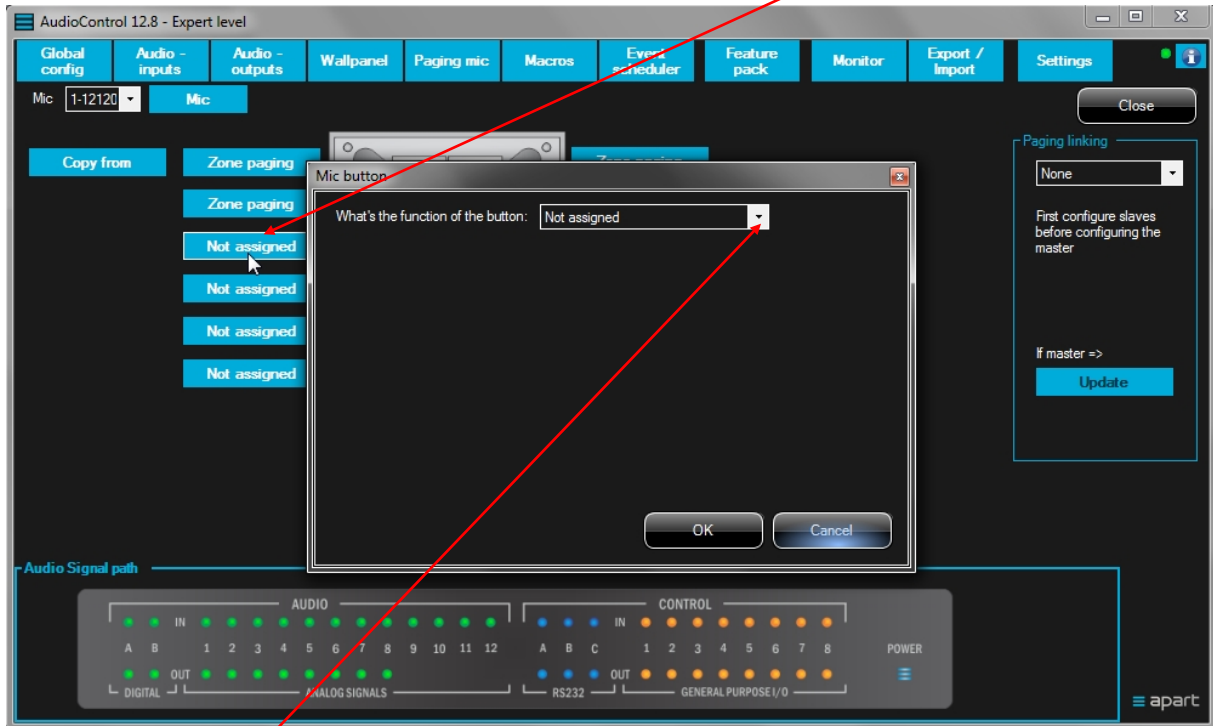 AudioControl 12.8 - Expert level
Global config
Audio - inputs
Audio - outputs
Wallpanel
Paging mic
Macros
Event scheduler
Feature pack
Monitor
Export / Import
Settings
Mic
1-12120
Mic
Close
Copy from
Zone paging
Zone paging
Not assigned
Not assigned
Not assigned
Not assigned
Zone paging
Mic button
What's the function of the button:
Not assigned
OK
Cancel
Paging linking
None
First configure slaves
before configuring the
master
If master =>
Update
Audio Signal path
AUDIO
IN
A B 1 2 3 4 5 6 7 8 9 10 11 12
OUT
DIGITAL
ANALOG SIGNALS
CONTROL
IN
A B C 1 2 3 4 5 6 7 8
OUT
RS232
GENERAL PURPOSE I/O
POWER
apart